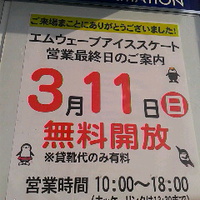 MATION
ご来場まことにありがとうございました!
エムウェーブアイススケート
営業最終日のご案内
3月11日(日)
無料開放
※貸靴代のみ有料
営業時間 10:00~18:00